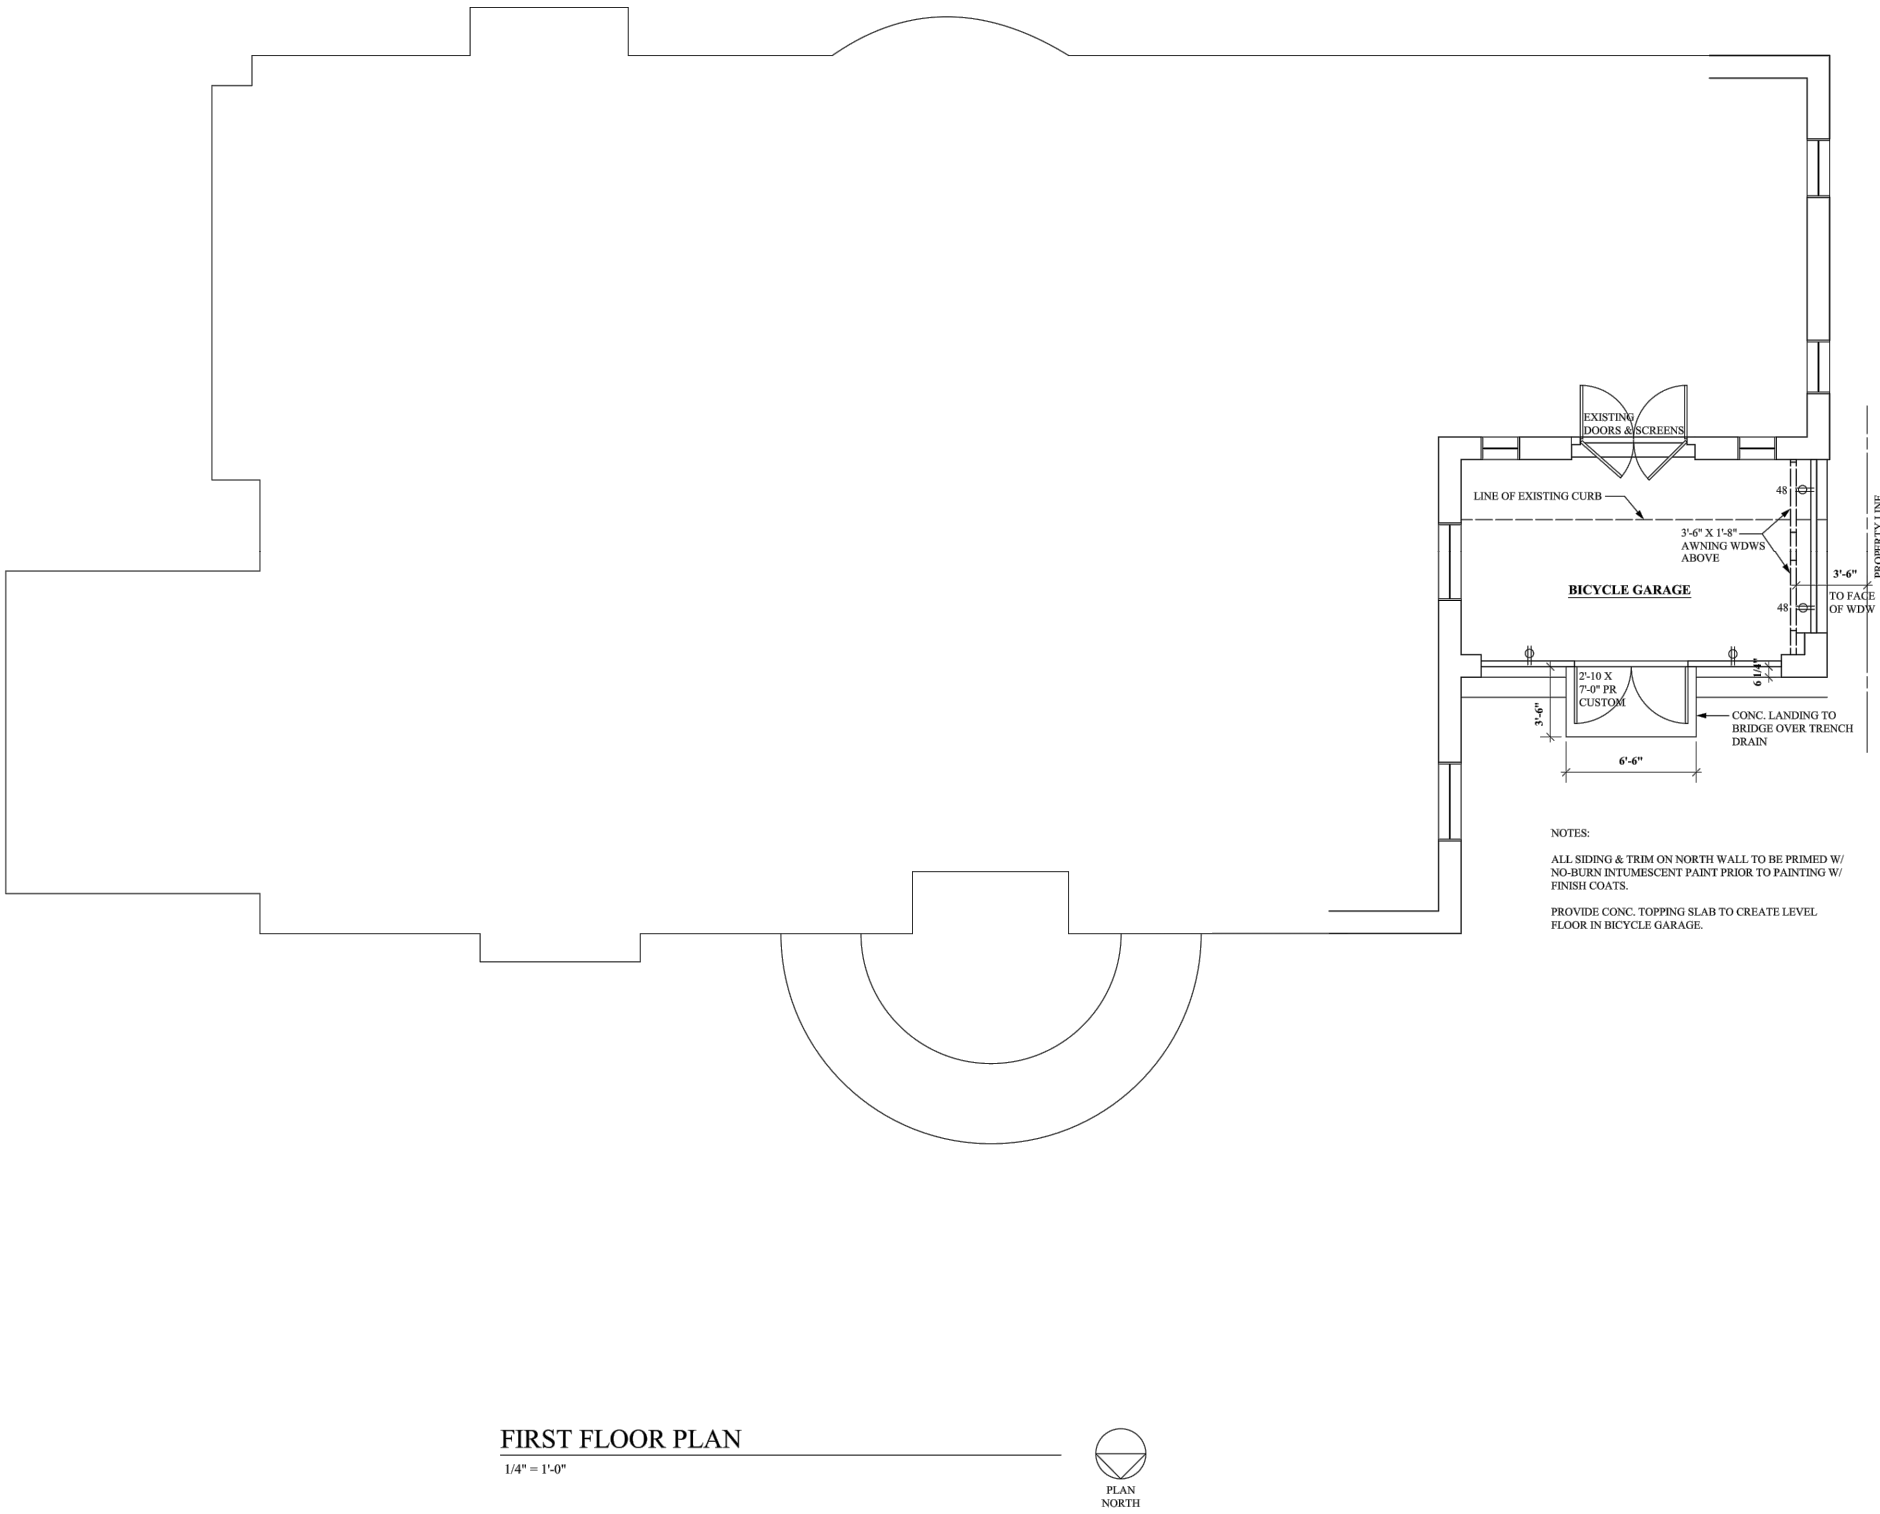 EXISTING
DOORS & SCREENS
LINE OF EXISTING CURB
48
3'-6" X 1'-8"
AWNING WDWS
ABOVE
PROPERTY LINE
BICYCLE GARAGE
3'-6"
TO FACE
OF WDW
48
2'-10 X
7'-0" PR
CUSTOM
6 1/4"
3'-6"
CONC. LANDING TO
BRIDGE OVER TRENCH
DRAIN
6'-6"
NOTES:
ALL SIDING & TRIM ON NORTH WALL TO BE PRIMED W/
NO-BURN INTUMESCENT PAINT PRIOR TO PAINTING W/
FINISH COATS.
PROVIDE CONC. TOPPING SLAB TO CREATE LEVEL
FLOOR IN BICYCLE GARAGE.
FIRST FLOOR PLAN
1/4" = 1'-0"
PLAN
NORTH